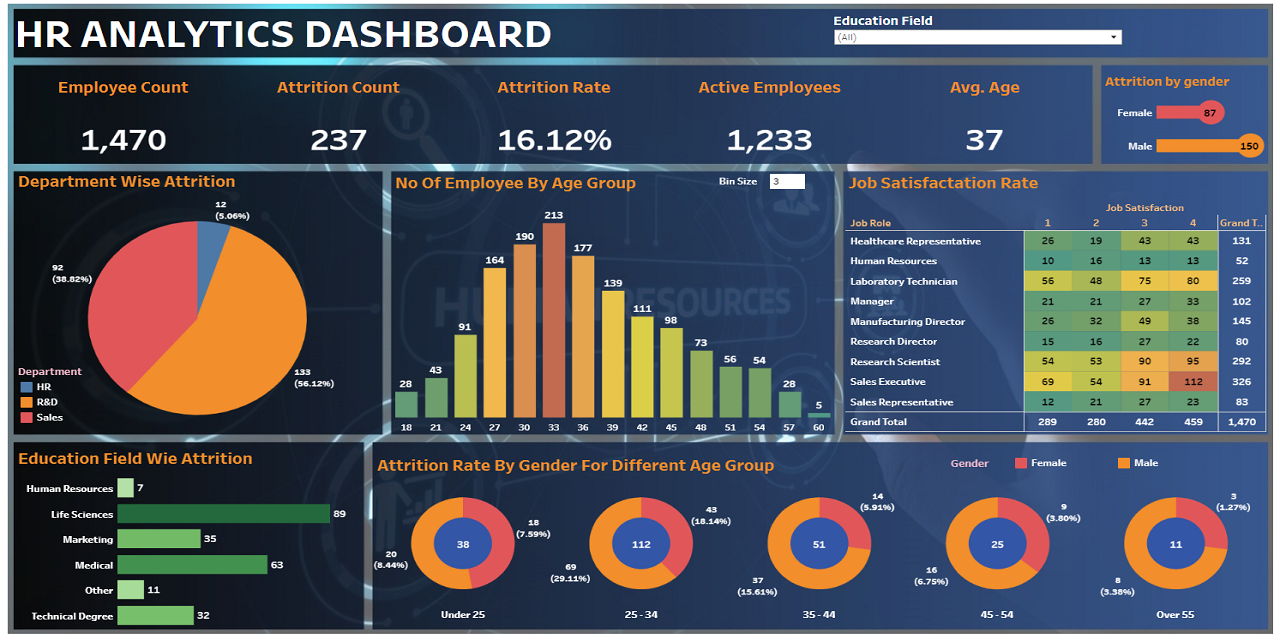 HR ANALYTICS DASHBOARD
Education Field
(All)
Employee Count
Attrition Count
Attrition Rate
Active Employees
Avg. Age
1,470
237
16.12%
1,233
37
Attrition by gender
Female 87
Male 150
Department Wise Attrition
12
(5.06%)
92
(38.82%)
133
(56.12%)
Department
HR
R&D
Sales
No Of Employee By Age Group
Bin Size 3
28 43 91 164 190 213 177 139 111 98 73 56 54 28 5
18 21 24 27 30 33 36 39 42 45 48 51 54 57 60
HUMAN RESOURCES
Job Satisfactation Rate
Job Satisfaction
Job Role 1 2 3 4 Grand T..
Healthcare Representative 26 19 43 43 131
Human Resources 10 16 13 13 52
Laboratory Technician 56 48 75 80 259
Manager 21 21 27 33 102
Manufacturing Director 26 32 49 38 145
Research Director 15 16 27 22 80
Research Scientist 54 53 90 95 292
Sales Executive 69 54 91 112 326
Sales Representative 12 21 27 23 83
Grand Total 289 280 442 459 1,470
Education Field Wie Attrition
Human Resources 7
Life Sciences 89
Marketing 35
Medical 63
Other 11
Technical Degree 32
Attrition Rate By Gender For Different Age Group
Gender
Female
Male
38
18
(7.59%)
20
(8.44%)
Under 25
112
43
(18.14%)
69
(29.11%)
25 - 34
51
14
(5.91%)
37
(15.61%)
35 - 44
25
9
(3.80%)
16
(6.75%)
45 - 54
11
3
(1.27%)
8
(3.38%)
Over 55